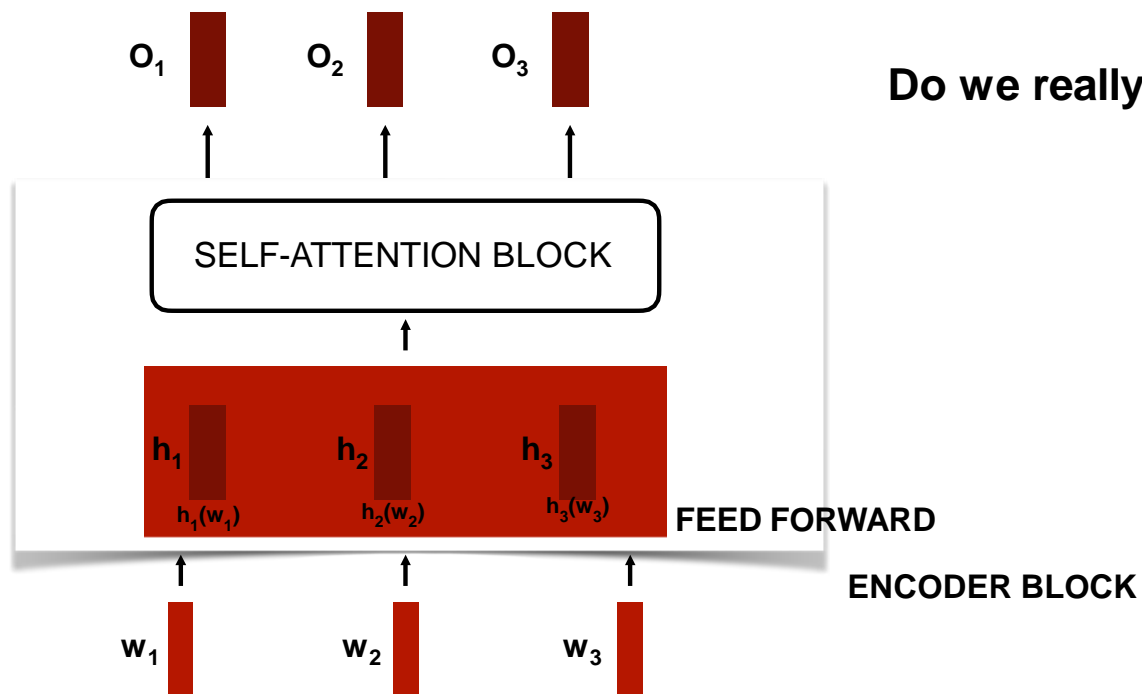 O₁ O₂ O₃
Do we really
SELF-ATTENTION BLOCK
h₁ h₂ h₃
h₁(w₁) h₂(w₂) h₃(w₃)
FEED FORWARD
ENCODER BLOCK
w₁ w₂ w₃